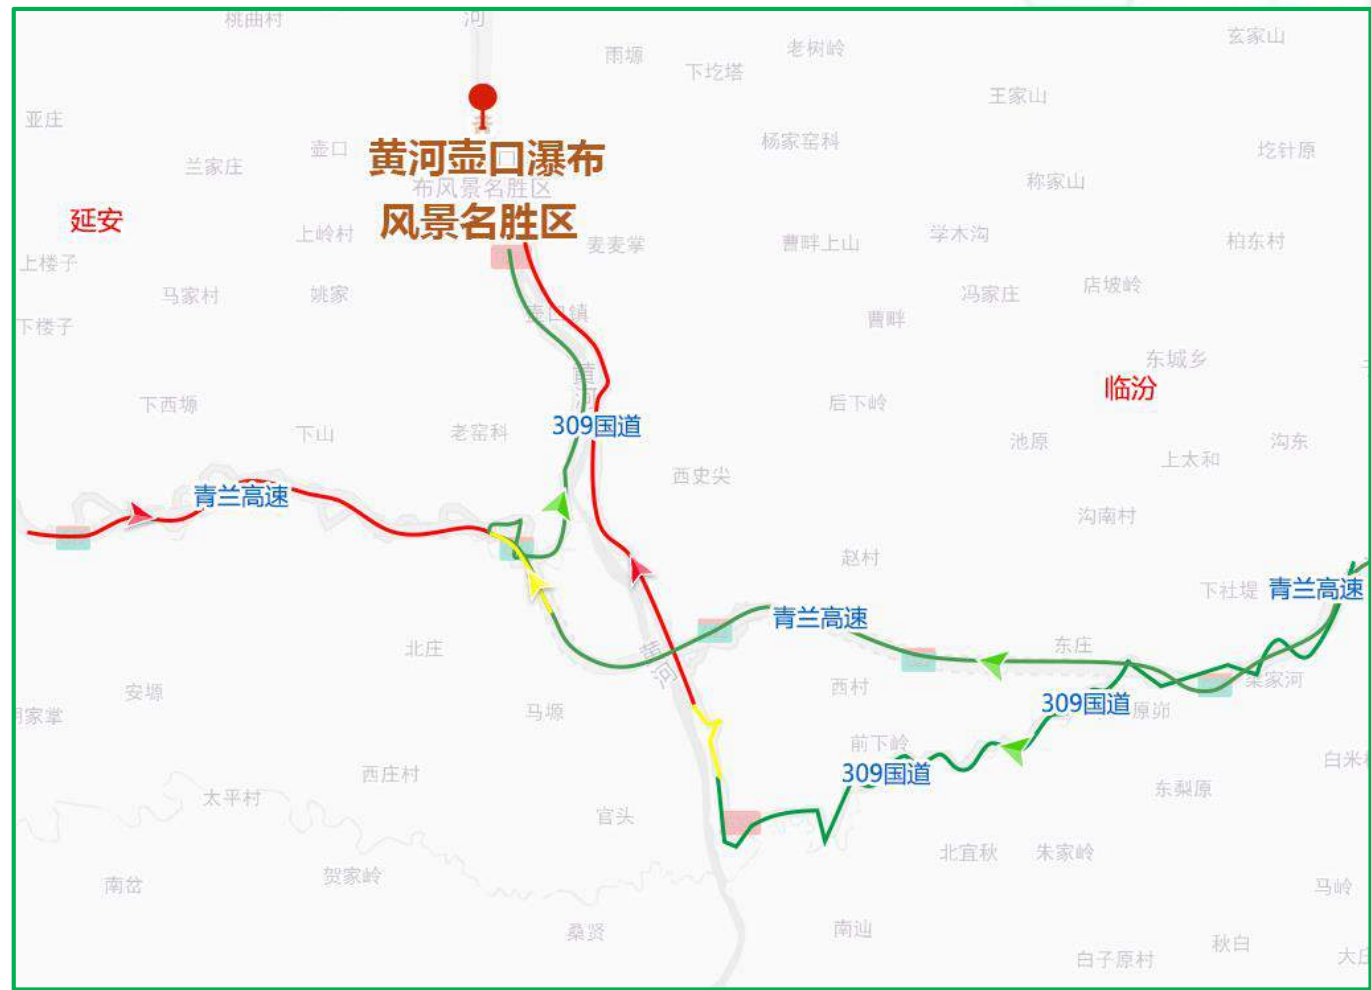 桃曲村
河
雨塬
下圪塔
老树岭
玄家山
亚庄
王家山
壶口
兰家庄
杨家窑科
圪针原
黄河壶口瀑布
布风景名胜区
风景名胜区
称家山
延安
上岭村
麦麦掌
曹畔上山
学木沟
柏东村
上楼子
马家村
姚家
冯家庄
店坡岭
下楼子
壶口镇
曹畔
东城乡
黄河
临汾
下西塬
下山
老窑科
309国道
后下岭
池原
沟东
上太和
西史尖
青兰高速
沟南村
赵村
下社堤
青兰高速
青兰高速
北庄
黄河
东庄
安塬
西村
309国道
原峁
马塬
前下岭
309国道
西庄村
太平村
东梨原
官头
北宜秋
朱家岭
南岔
贺家岭
马岭
桑贤
南辿
秋白
白子原村